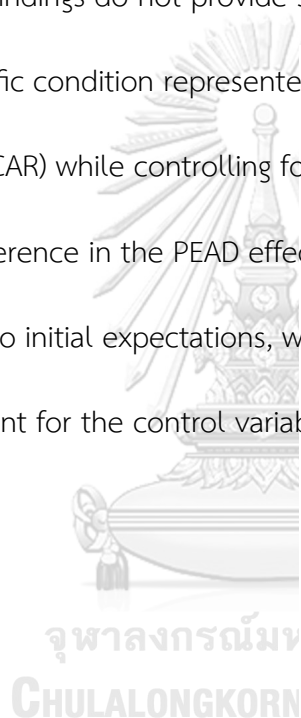 ndings do not provide s
fic condition represente
CAR) while controlling fo
erence in the PEAD effec
o initial expectations, w
nt for the control variab
จุฬาลงกรณ์มห
CHULALONGKORN